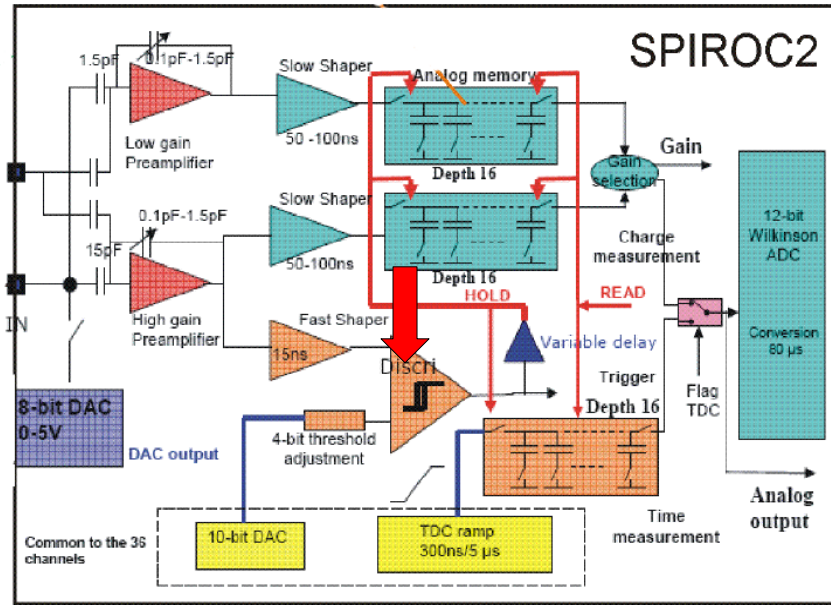 SPIROC2
1.5pF
0.1pF-1.5pF
Slow Shaper
Analog memory
Low gain
Preamplifier
50 -100ns
Depth 16
Gain
Gain
selection
12-bit
Wilkinson
ADC
Conversion
80 µs
Slow Shaper
0.1pF-1.5pF
15pF
50-100ns
Depth 16
Charge
measurement
HOLD
READ
IN
High gain
Preamplifier
Fast Shaper
15ns
Discri
Variable delay
Trigger
Flag
TDC
Depth 16
8-bit DAC
0-5V
DAC output
4-bit threshold
adjustment
Time
measurement
Analog
output
Common to the 36
channels
10-bit DAC
TDC ramp
300ns/5 µs